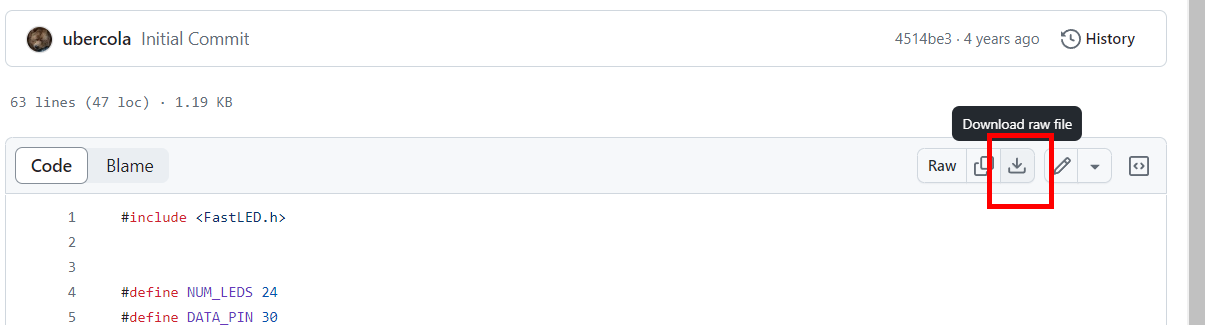 ubercola Initial Commit 4514be3 · 4 years ago History
63 lines (47 loc) · 1.19 KB
Download raw file
Code Blame Raw
1 #include <FastLED.h>
2
3
4 #define NUM_LEDS 24
5 #define DATA_PIN 30